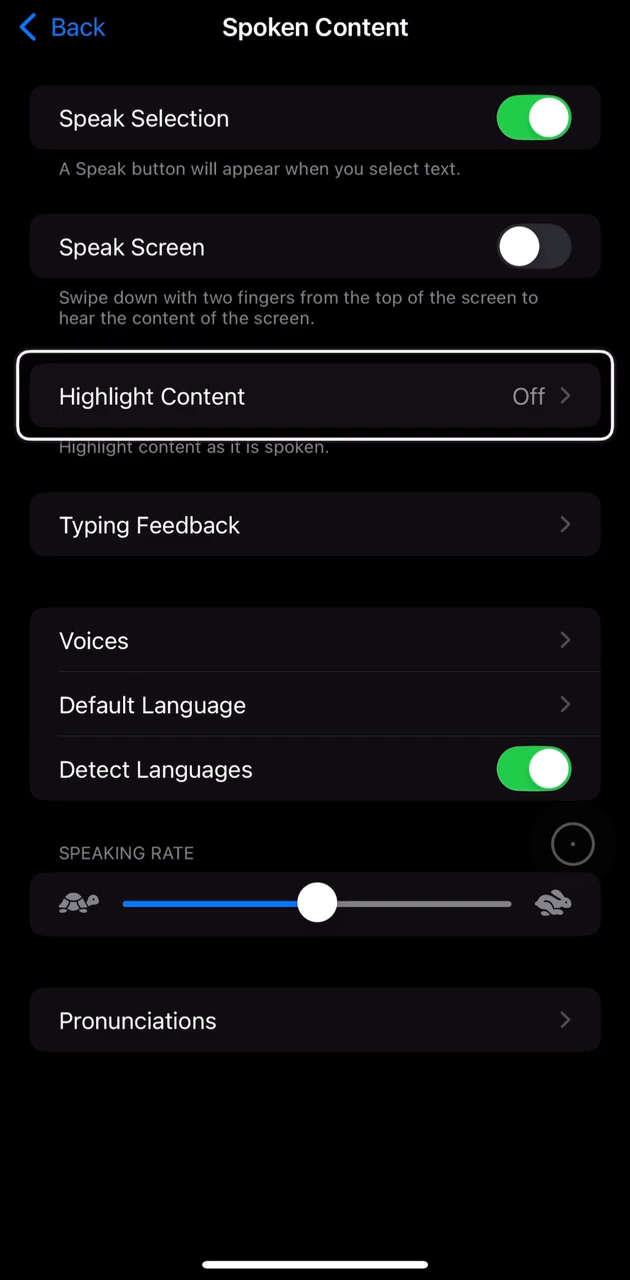 Back
Spoken Content
Speak Selection
A Speak button will appear when you select text.
Speak Screen
Swipe down with two fingers from the top of the screen to
hear the content of the screen.
Highlight Content Off
Highlight content as it is spoken.
Typing Feedback
Voices
Default Language
Detect Languages
SPEAKING RATE
Pronunciations